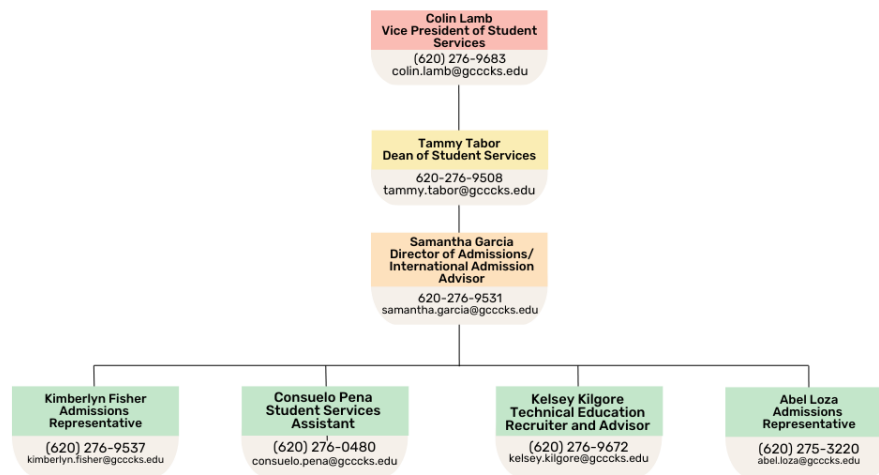 Colin Lamb
Vice President of Student
Services
(620) 276-9683
colin.lamb@gcccks.edu
Tammy Tabor
Dean of Student Services
620-276-9508
tammy.tabor@gcccks.edu
Samantha Garcia
Director of Admissions/
International Admission
Advisor
620-276-9531
samantha.garcia@gcccks.edu
Kimberlyn Fisher
Admissions
Representative
(620) 276-9537
kimberlyn.fisher@gcccks.edu
Consuelo Pena
Student Services
Assistant
(620) 276-0480
consuelo.pena@gcccks.edu
Kelsey Kilgore
Technical Education
Recruiter and Advisor
(620) 276-9672
kelsey.kilgore@gcccks.edu
Abel Loza
Admissions
Representative
(620) 275-3220
abel.loza@gcccks.edu